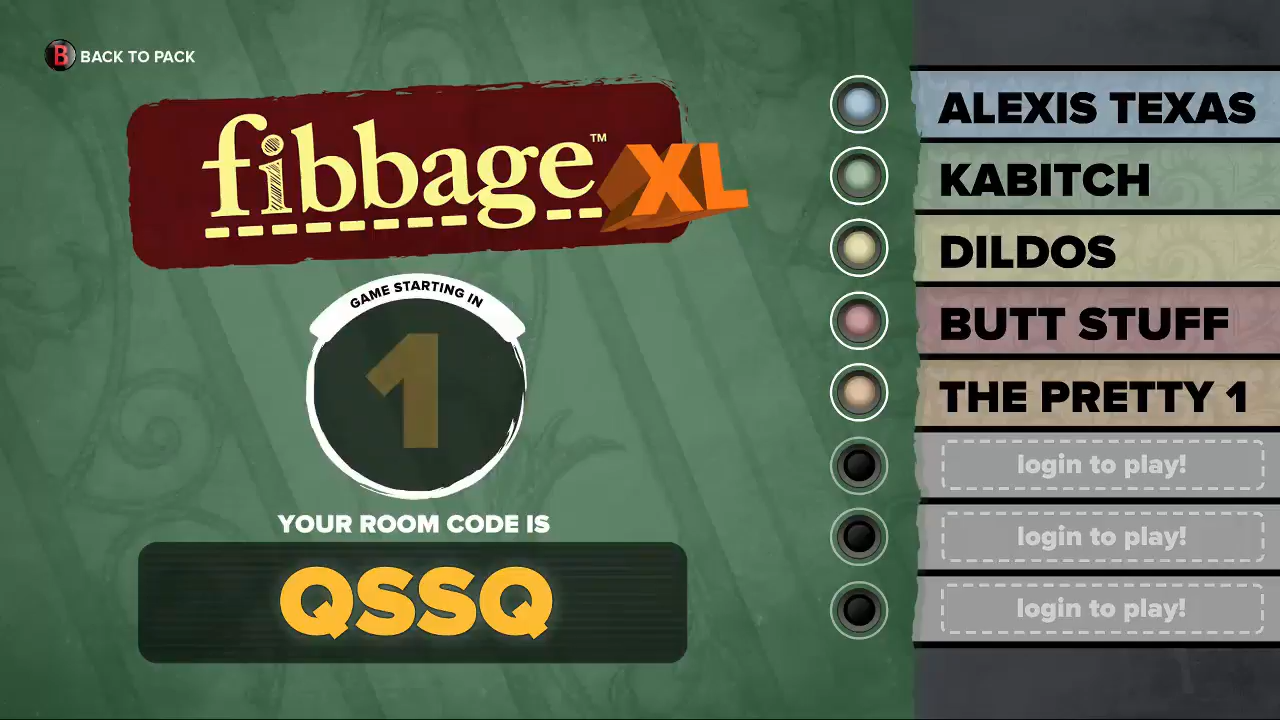 B BACK TO PACK
fibbage™ XL
GAME STARTING IN
1
YOUR ROOM CODE IS
QSSQ
ALEXIS TEXAS
KABITCH
DILDOS
BUTT STUFF
THE PRETTY 1
login to play!
login to play!
login to play!